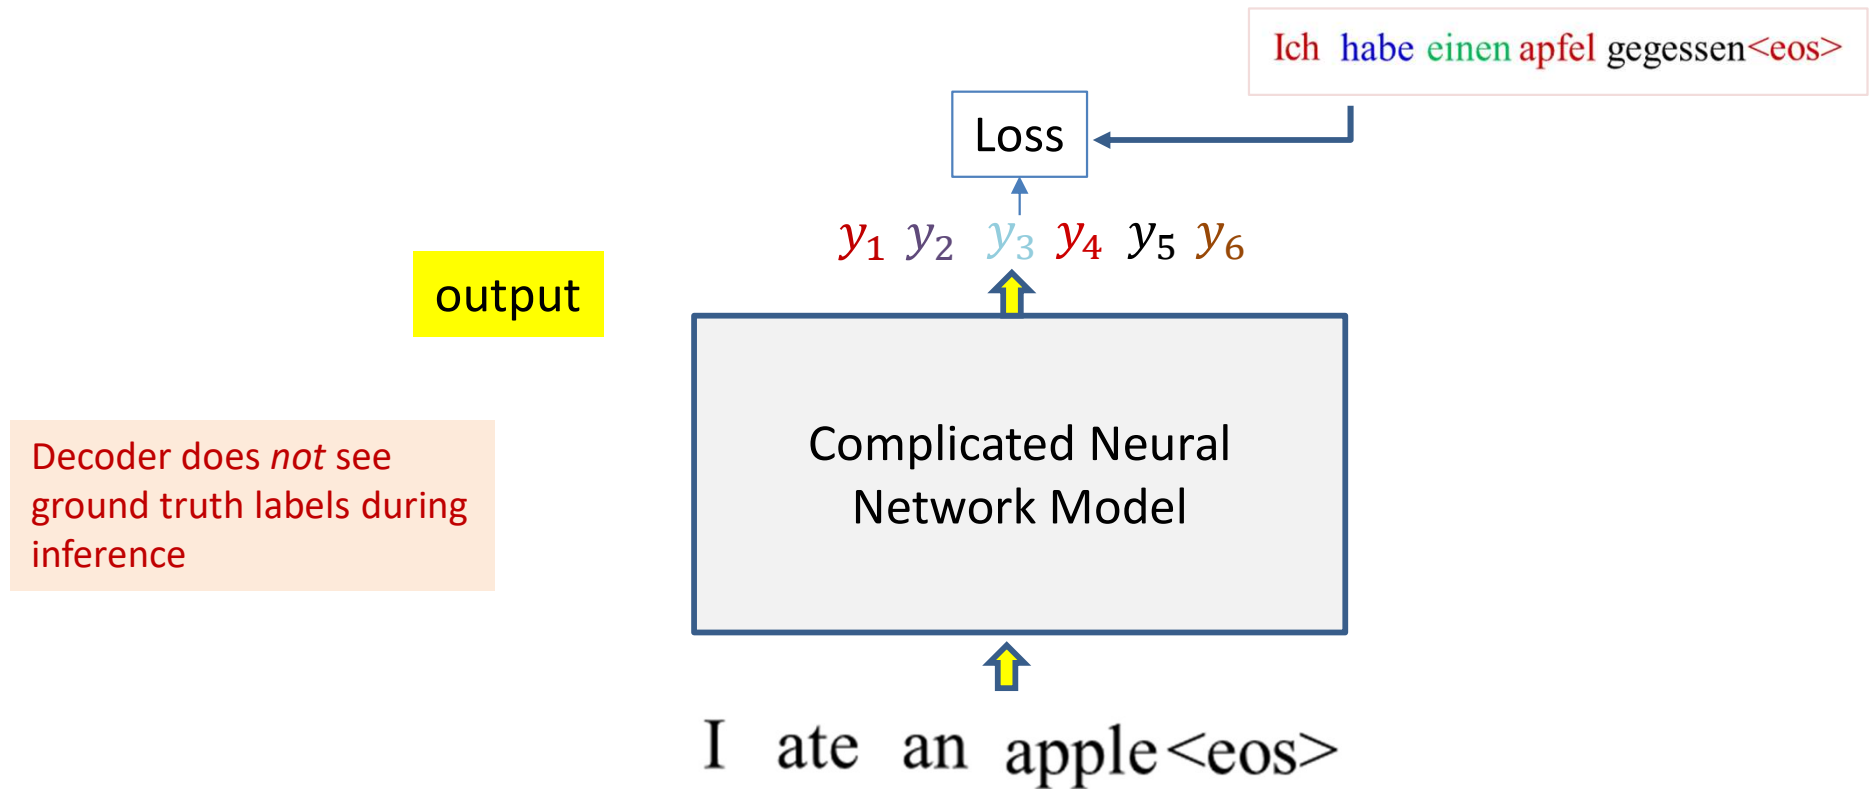 Ich habe einen apfel gegessen<eos>
Loss
y₁ y₂ y₃ y₄ y₅ y₆
output
Complicated Neural
Network Model
Decoder does not see
ground truth labels during
inference
I ate an apple<eos>